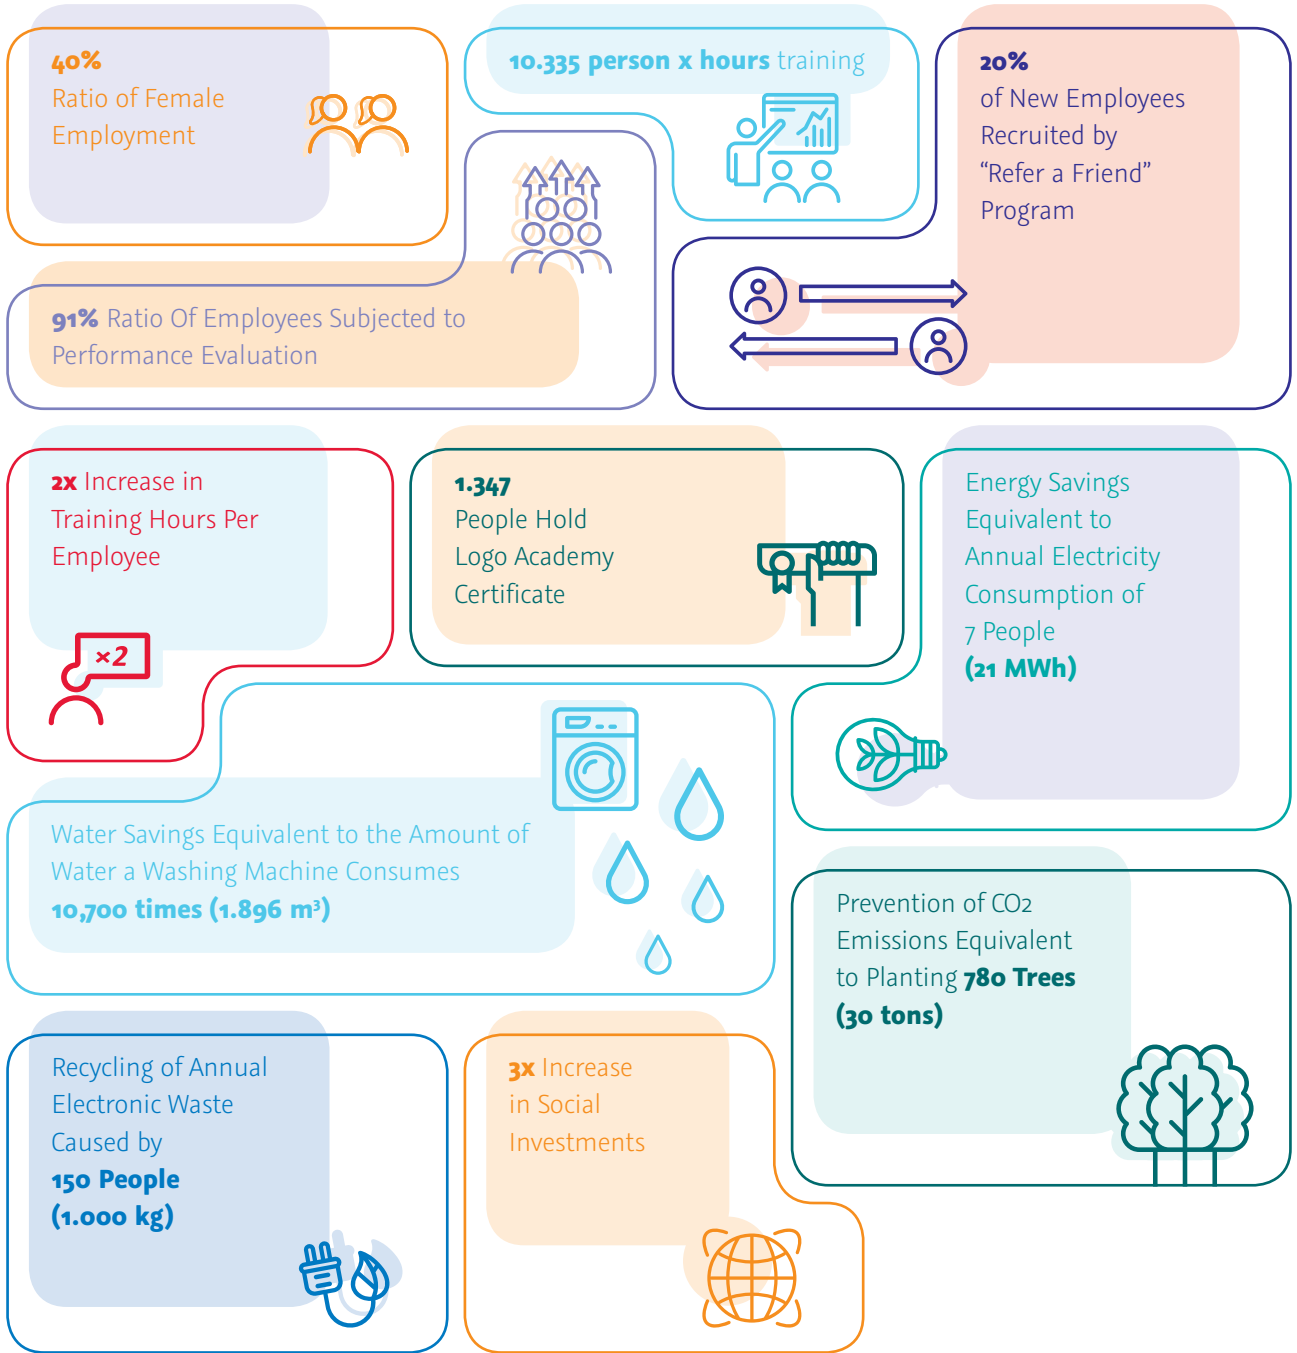 40%
Ratio of Female
Employment
10.335 person x hours training
20%
of New Employees
Recruited by
“Refer a Friend”
Program
91% Ratio Of Employees Subjected to
Performance Evaluation
2x Increase in
Training Hours Per
Employee
×2
1.347
People Hold
Logo Academy
Certificate
Energy Savings
Equivalent to
Annual Electricity
Consumption of
7 People
(21 MWh)
Water Savings Equivalent to the Amount of
Water a Washing Machine Consumes
10,700 times (1.896 m³)
Prevention of CO2
Emissions Equivalent
to Planting 780 Trees
(30 tons)
Recycling of Annual
Electronic Waste
Caused by
150 People
(1.000 kg)
3x Increase
in Social
Investments